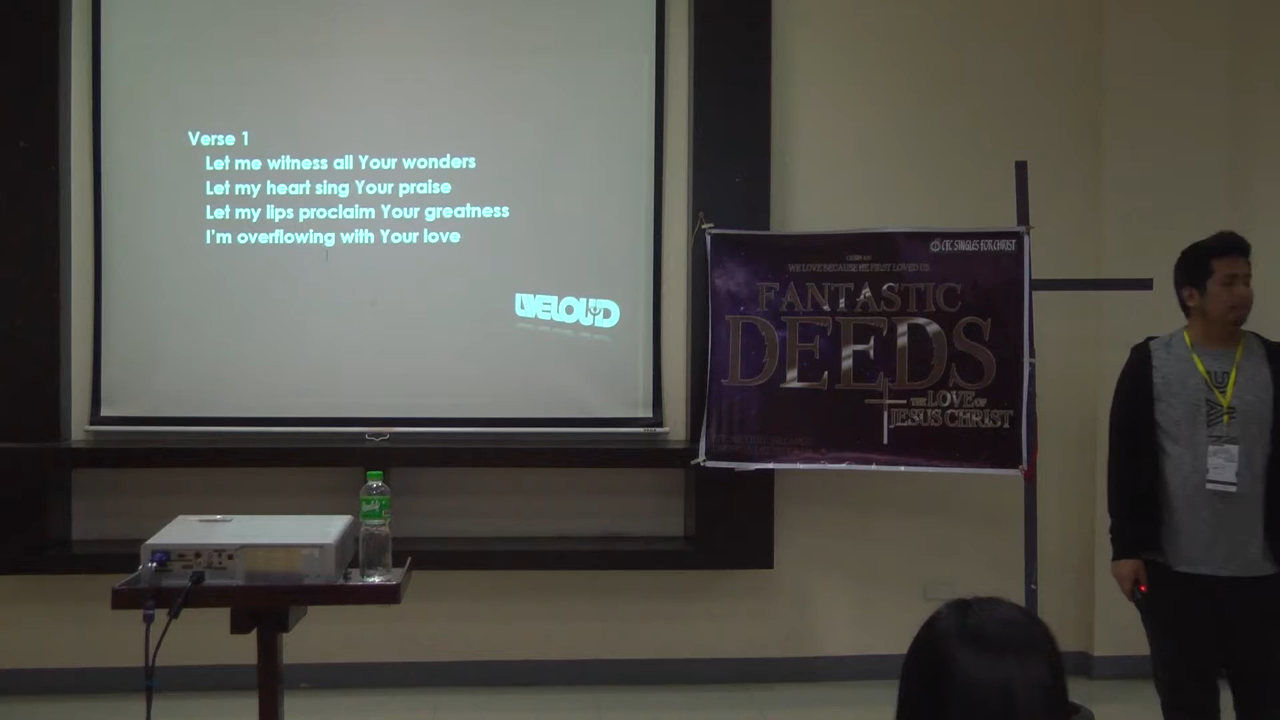 Verse 1
Let me witness all Your wonders
Let my heart sing Your praise
Let my lips proclaim Your greatness
I'm overflowing with Your love
LIVELOUD
CFC SINGLES FOR CHRIST
WE LOVE BECAUSE HE FIRST LOVED US
FANTASTIC
DEEDS
THE LOVE OF
JESUS CHRIST